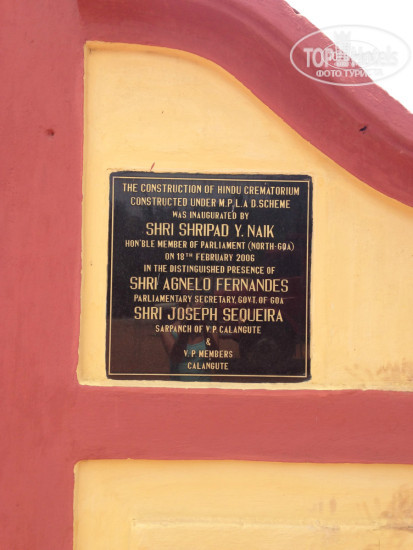 TOPHOTELS
ФОТО ТУРИСТА
THE CONSTRUCTION OF HINDU CREMATORIUM
CONSTRUCTED UNDER M.P.L.A D.SCHEME
WAS INAUGURATED BY
SHRI SHRIPAD Y. NAIK
HON'BLE MEMBER OF PARLIAMENT (NORTH-GOA)
ON 18TH FEBRUARY 2006
IN THE DISTINGUISHED PRESENCE OF
SHRI AGNELO FERNANDES
PARLIAMENTARY SECRETARY, GOVT. OF GOA
SHRI JOSEPH SEQUEIRA
SARPANCH OF V.P CALANGUTE
&
V.P MEMBERS
CALANGUTE